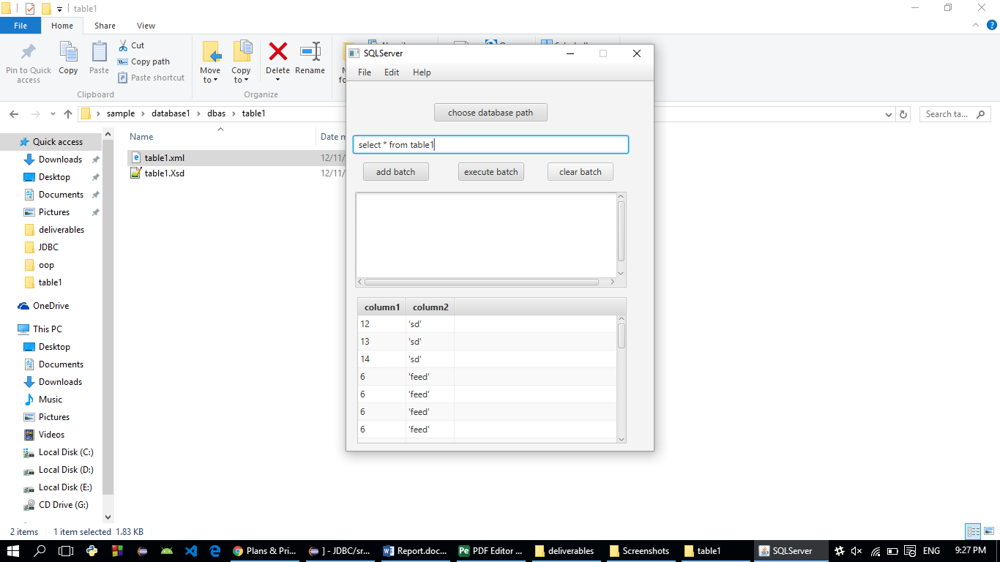 table1
File Home Share View
Pin to Quick access
Copy
Paste
Cut
Copy path
Paste shortcut
Move to
Copy to
Delete
Rename
Clipboard
Organize
sample database1 dbas table1
Search ta...
Name
Date m
table1.xml 12/11/
table1.Xsd 12/11/
Quick access
Downloads
Desktop
Documents
Pictures
deliverables
JDBC
oop
table1
OneDrive
This PC
Desktop
Documents
Downloads
Music
Pictures
Videos
Local Disk (C:)
Local Disk (D:)
Local Disk (E:)
CD Drive (G:)
2 items 1 item selected 1.83 KB
SQLServer
File Edit Help
choose database path
select * from table1
add batch execute batch clear batch
column1 column2
12 'sd'
13 'sd'
14 'sd'
6 'feed'
6 'feed'
6 'feed'
6 'feed'
Plans & Pri... ] - JDBC/sr... Report.doc... PDF Editor ... deliverables Screenshots table1 SQLServer ENG 9:27 PM